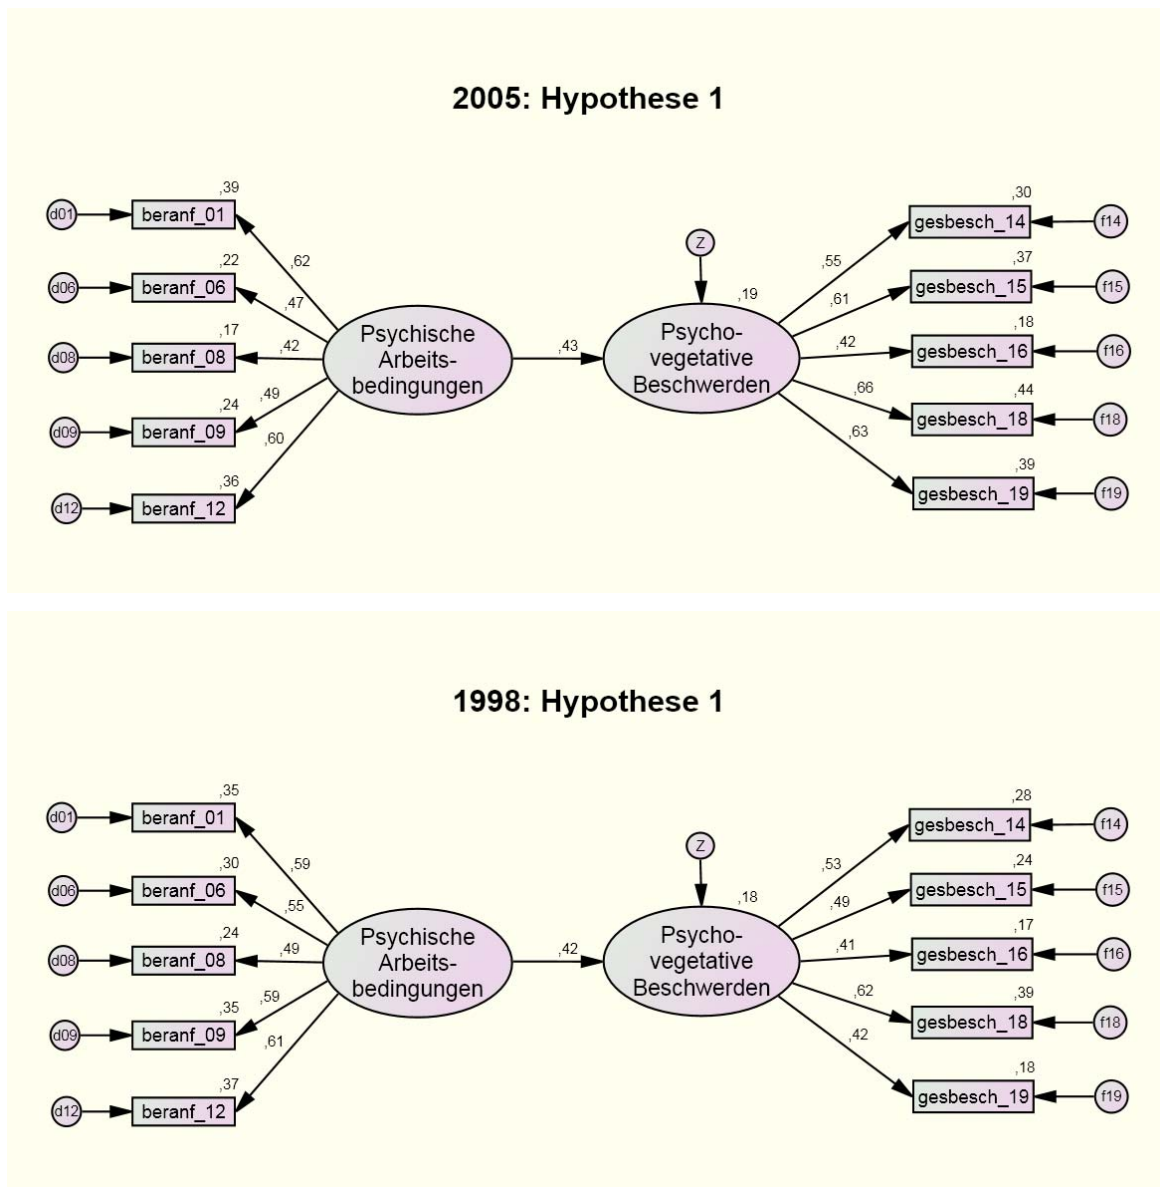 2005: Hypothese 1
,39
d01
beranf_01
,62
,22
d06
beranf_06
,47
,17
d08
beranf_08
,42
,24
d09
beranf_09
,49
,36
d12
beranf_12
,60
Psychische
Arbeits-
bedingungen
,43
Z
,19
Psycho-
vegetative
Beschwerden
,55
,30
gesbesch_14
f14
,61
,37
gesbesch_15
f15
,42
,18
gesbesch_16
f16
,66
,44
gesbesch_18
f18
,63
,39
gesbesch_19
f19
1998: Hypothese 1
,35
d01
beranf_01
,59
,30
d06
beranf_06
,55
,24
d08
beranf_08
,49
,35
d09
beranf_09
,59
,37
d12
beranf_12
,61
Psychische
Arbeits-
bedingungen
,42
Z
,18
Psycho-
vegetative
Beschwerden
,53
,28
gesbesch_14
f14
,49
,24
gesbesch_15
f15
,41
,17
gesbesch_16
f16
,62
,39
gesbesch_18
f18
,42
,18
gesbesch_19
f19